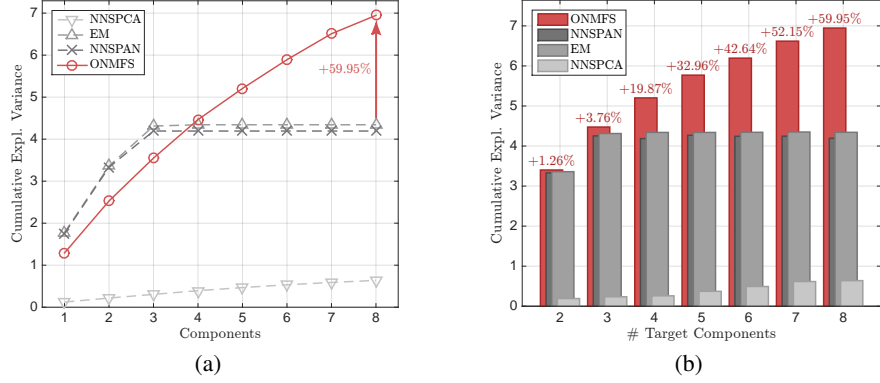 Cumulative Expl. Variance
7
6
5
4
3
2
1
0
NNSPCA
EM
NNSPAN
ONMFS
+59.95%
1 2 3 4 5 6 7 8
Components
(a)
Cumulative Expl. Variance
7
6
5
4
3
2
1
0
ONMFS
NNSPAN
EM
NNSPCA
+1.26%
+3.76%
+19.87%
+32.96%
+42.64%
+52.15%
+59.95%
2 3 4 5 6 7 8
# Target Components
(b)